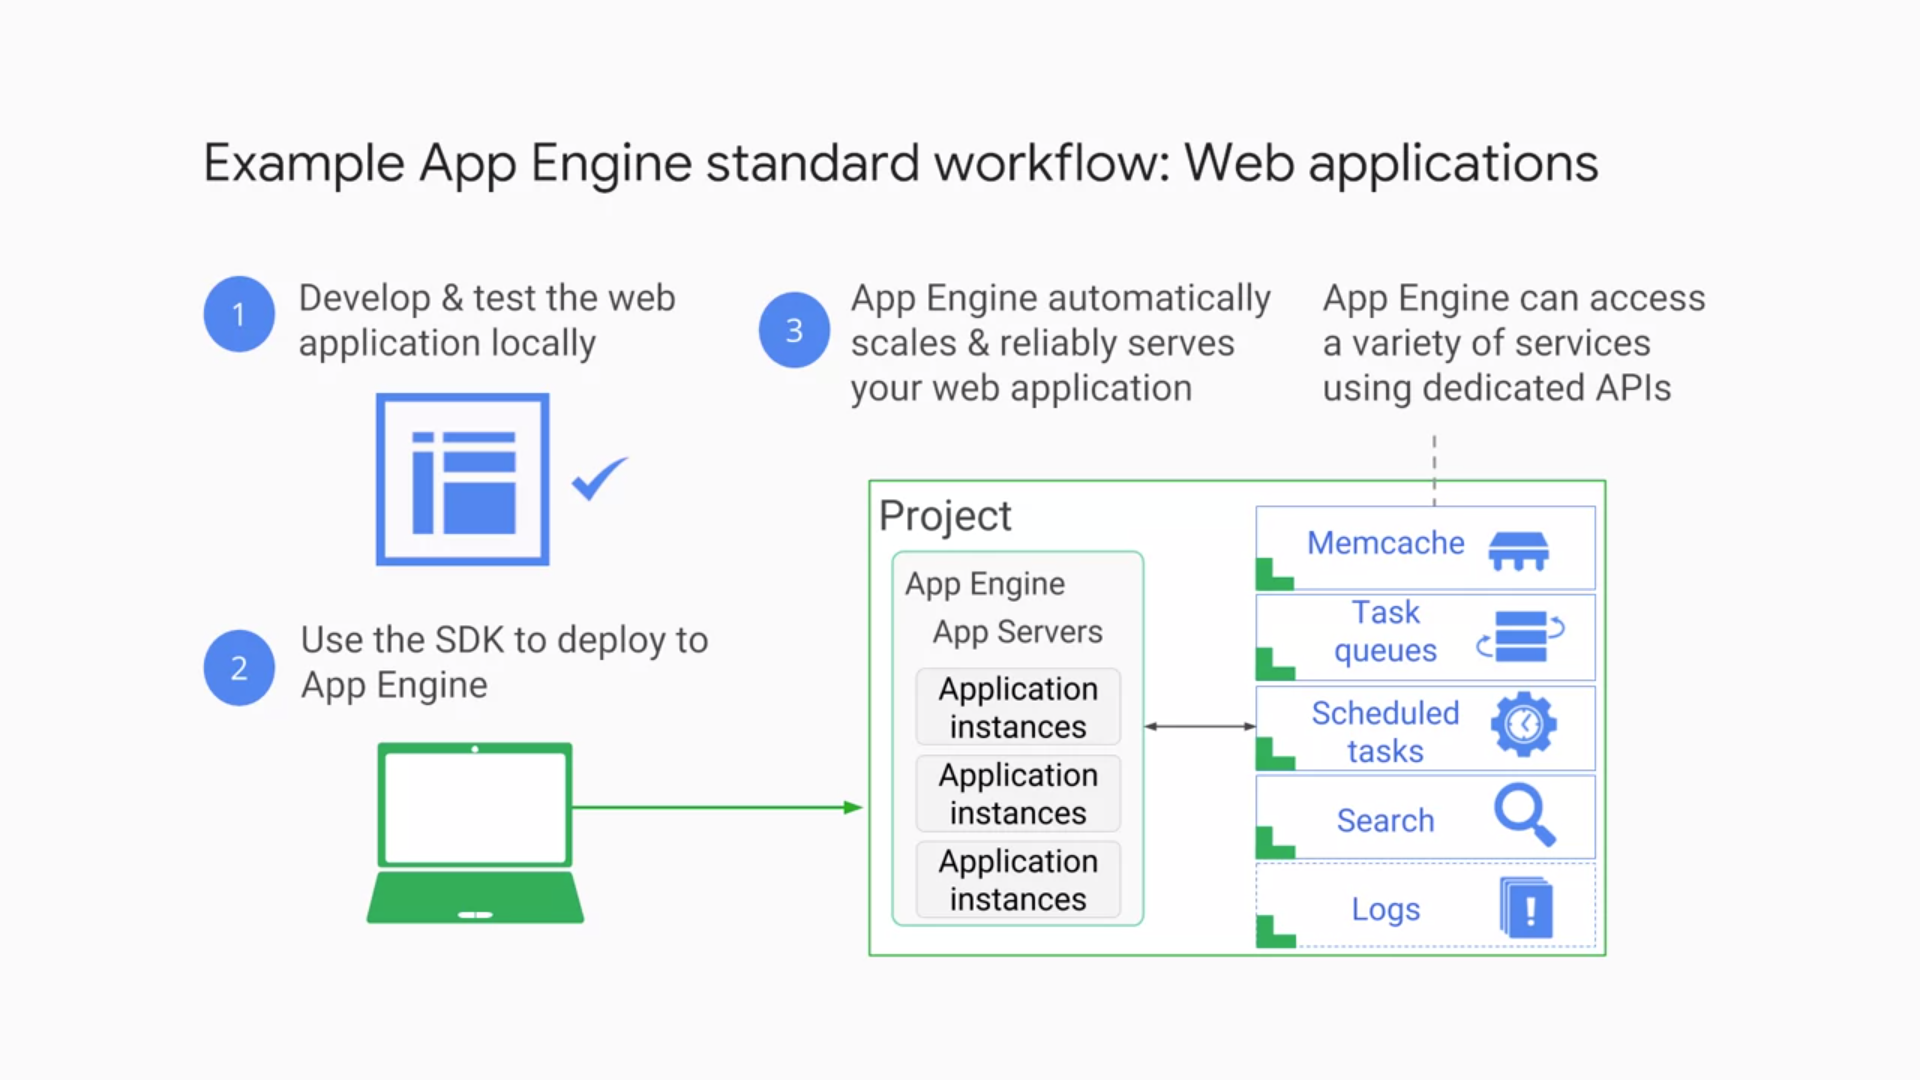 Example App Engine standard workflow: Web applications
1
Develop & test the web
application locally
2
Use the SDK to deploy to
App Engine
3
App Engine automatically
scales & reliably serves
your web application
App Engine can access
a variety of services
using dedicated APIs
Project
App Engine
App Servers
Application
instances
Application
instances
Application
instances
Memcache
Task
queues
Scheduled
tasks
Search
Logs